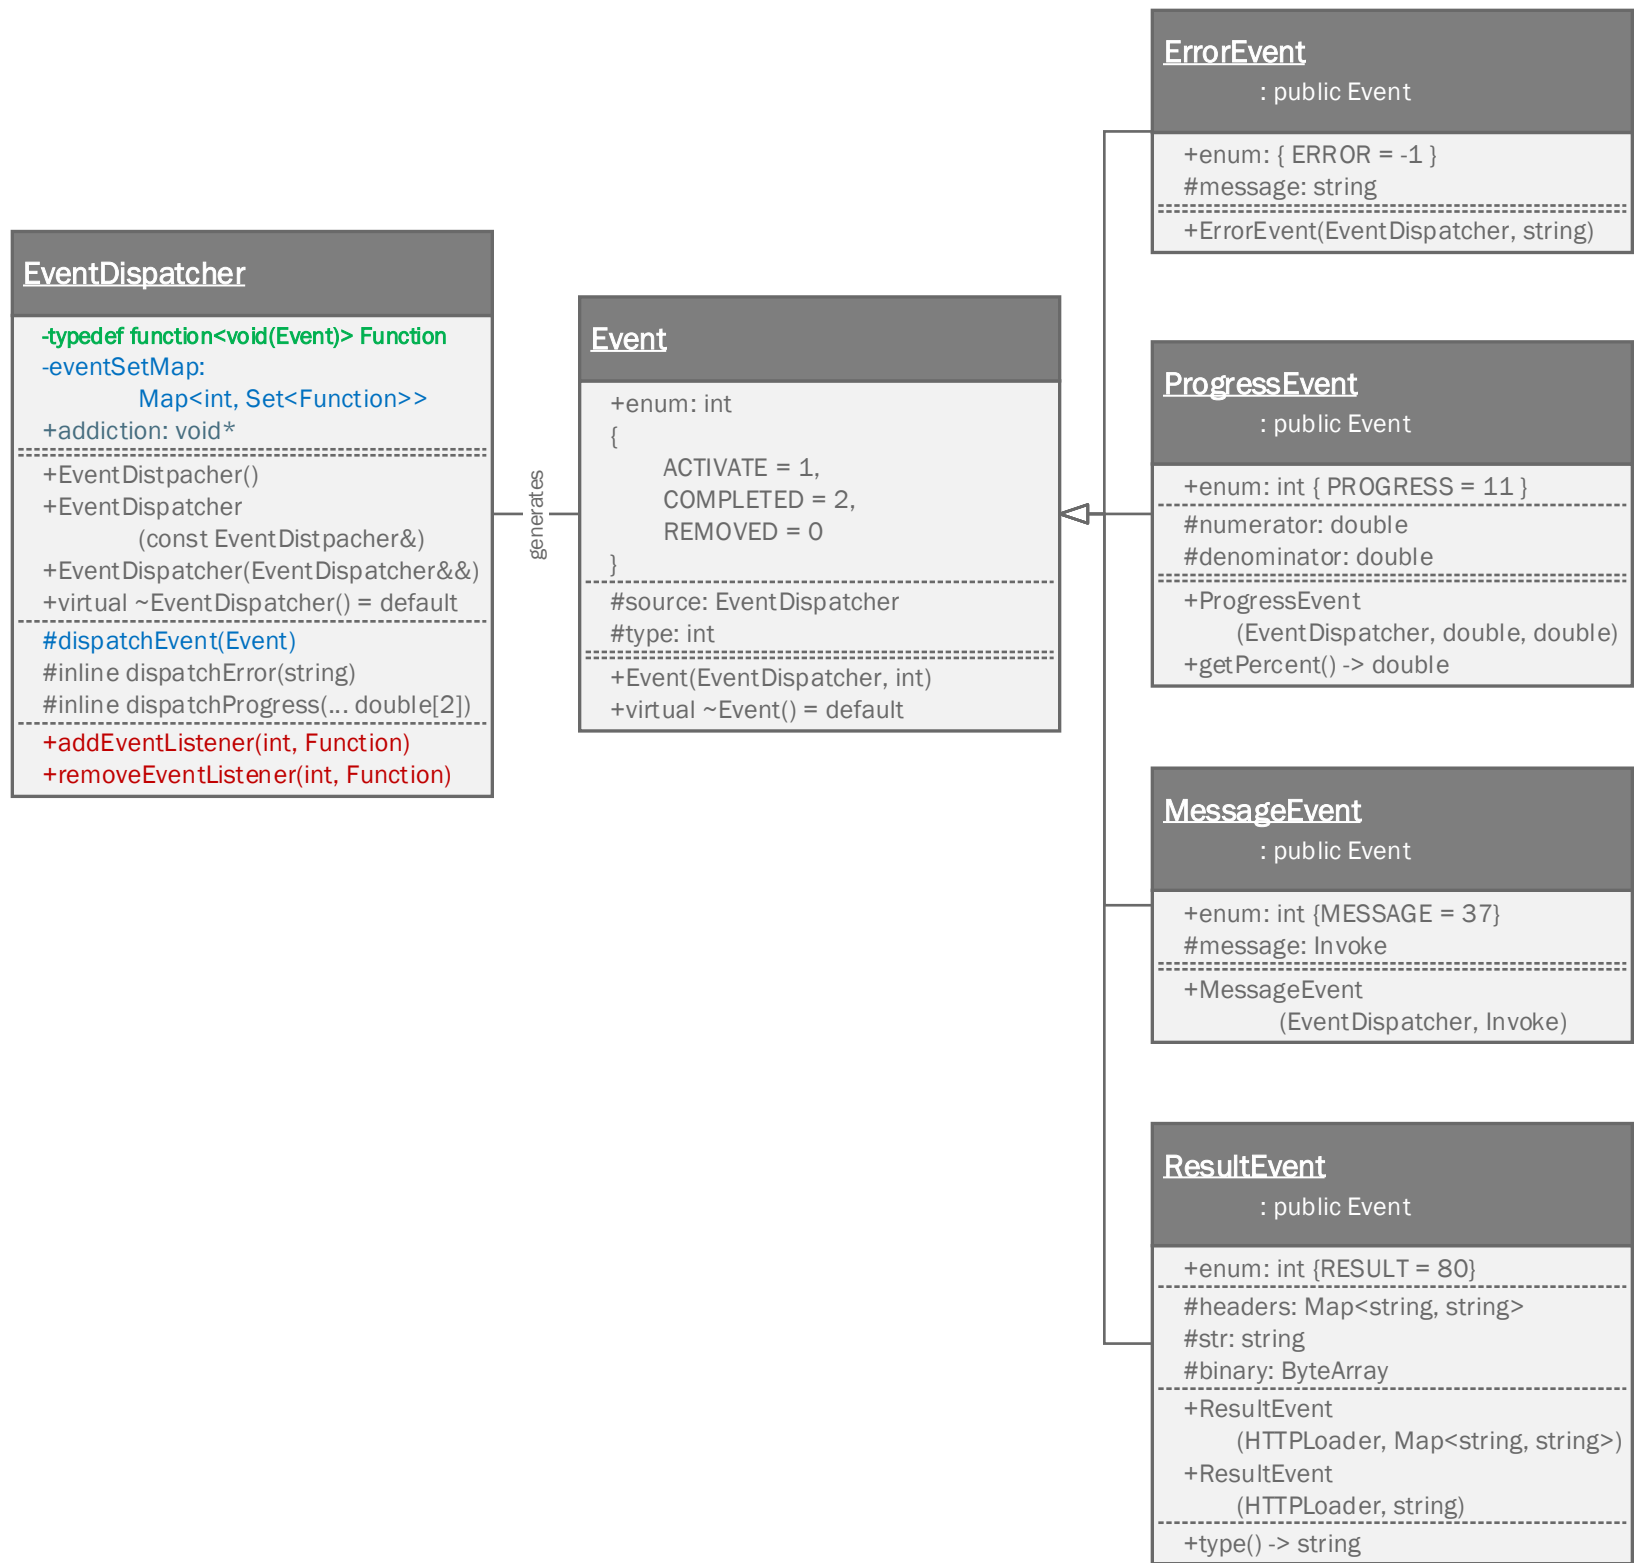 EventDispatcher
-typedef function<void(Event)> Function
-eventSetMap:
Map<int, Set<Function>>
+addiction: void*
+EventDistpacher()
+EventDispatcher
(const EventDistpacher&)
+EventDispatcher(EventDispatcher&&)
+virtual ~EventDispatcher() = default
#dispatchEvent(Event)
#inline dispatchError(string)
#inline dispatchProgress(... double[2])
+addEventListener(int, Function)
+removeEventListener(int, Function)
generates
Event
+enum: int
{
ACTIVATE = 1,
COMPLETED = 2,
REMOVED = 0
}
#source: EventDispatcher
#type: int
+Event(EventDispatcher, int)
+virtual ~Event() = default
ErrorEvent
: public Event
+enum: { ERROR = -1 }
#message: string
+ErrorEvent(EventDispatcher, string)
ProgressEvent
: public Event
+enum: int { PROGRESS = 11 }
#numerator: double
#denominator: double
+ProgressEvent
(EventDispatcher, double, double)
+getPercent() -> double
MessageEvent
: public Event
+enum: int {MESSAGE = 37}
#message: Invoke
+MessageEvent
(EventDispatcher, Invoke)
ResultEvent
: public Event
+enum: int {RESULT = 80}
#headers: Map<string, string>
#str: string
#binary: ByteArray
+ResultEvent
(HTTPLoader, Map<string, string>)
+ResultEvent
(HTTPLoader, string)
+type() -> string